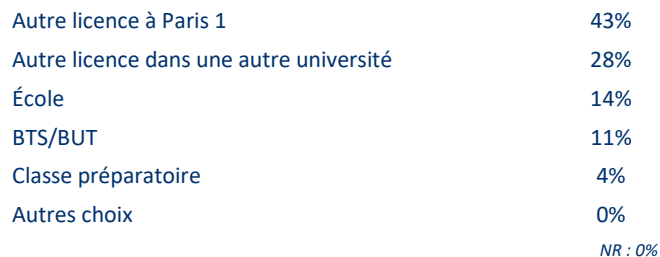 Autre licence à Paris 1 43%
Autre licence dans une autre université 28%
École 14%
BTS/BUT 11%
Classe préparatoire 4%
Autres choix 0%
NR : 0%